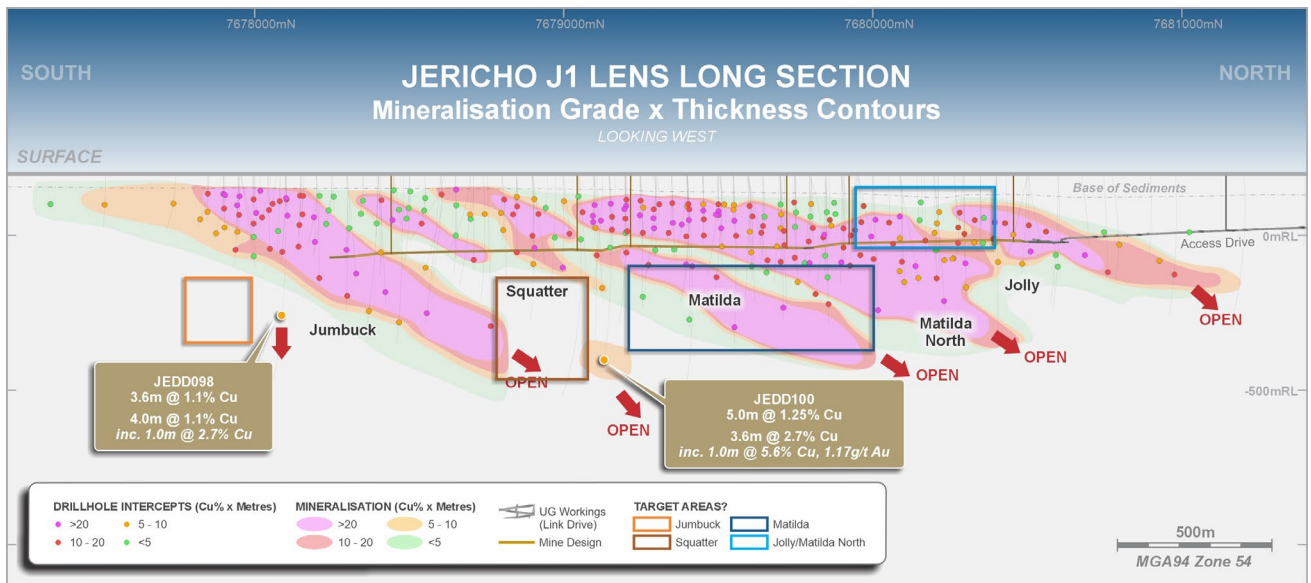 7678000mN
7679000mN
7680000mN
7681000mN
SOUTH
NORTH
JERICHO J1 LENS LONG SECTION
Mineralisation Grade x Thickness Contours
LOOKING WEST
SURFACE
Base of Sediments
0mRL
Access Drive
Squatter
Matilda
Jolly
Jumbuck
Matilda
North
OPEN
OPEN
OPEN
OPEN
OPEN
-500mRL
JEDD098
3.6m @ 1.1% Cu
4.0m @ 1.1% Cu
inc. 1.0m @ 2.7% Cu
JEDD100
5.0m @ 1.25% Cu
3.6m @ 2.7% Cu
inc. 1.0m @ 5.6% Cu, 1.17g/t Au
DRILLHOLE INTERCEPTS (Cu% x Metres)
>20
5 - 10
10 - 20
<5
MINERALISATION (Cu% x Metres)
>20
5 - 10
10 - 20
<5
UG Workings
(Link Drive)
Mine Design
TARGET AREAS?
Jumbuck
Matilda
Squatter
Jolly/Matilda North
500m
MGA94 Zone 54